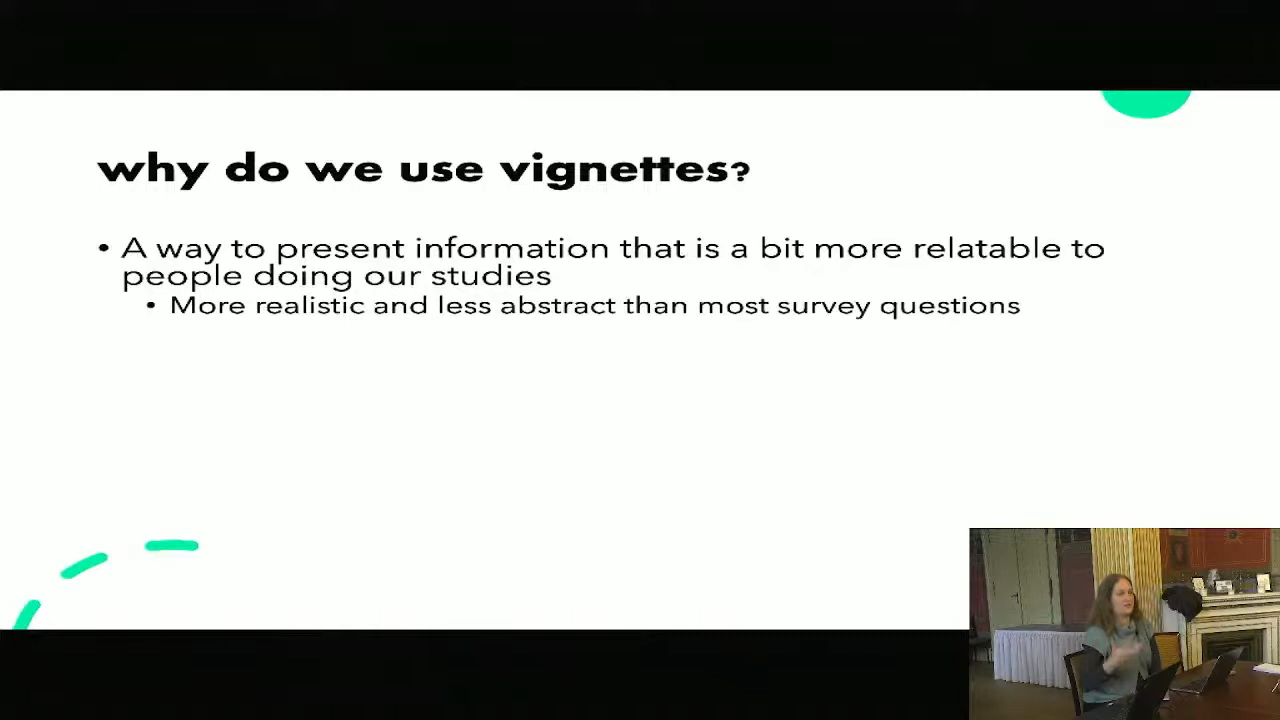 why do we use vignettes?
• A way to present information that is a bit more relatable to
people doing our studies
• More realistic and less abstract than most survey questions